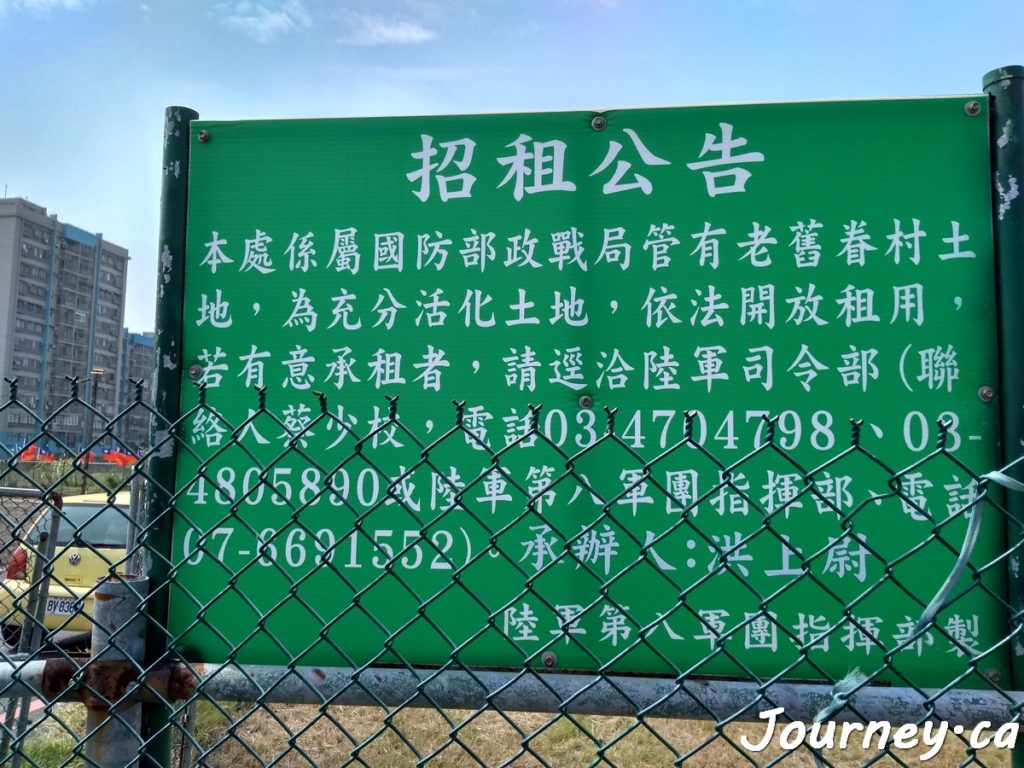 招租公告
本處係屬國防部政戰局管有老舊眷村土
地，為充分活化土地，依法開放租用，
若有意承租者，請逕洽陸軍司令部(聯
絡人蔡少校，電話03-4704798、03-
4805890或陸軍第八軍團指揮部，電話
07-6691552)。承辦人:洪上尉
陸軍第八軍團指揮部製
Journey.ca